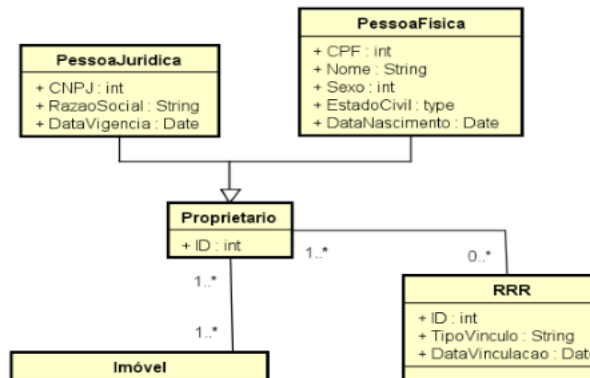 PessoaJuridica
+ CNPJ : int
+ RazaoSocial : String
+ DataVigencia : Date
PessoaFisica
+ CPF : int
+ Nome : String
+ Sexo : int
+ EstadoCivil : type
+ DataNascimento : Date
Proprietario
+ ID : int
1..*
0..*
1..*
1..*
RRR
+ ID : int
+ TipoVinculo : String
+ DataVinculacao : Dat
Imóvel